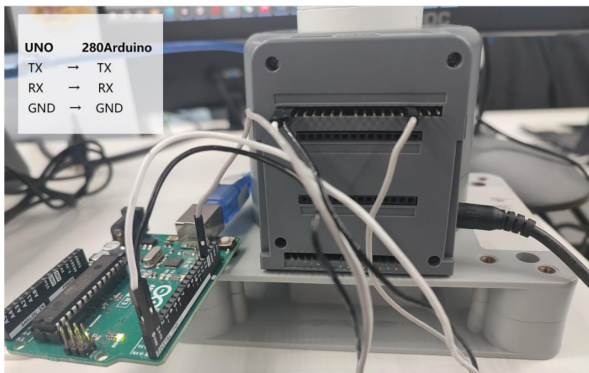 UNO 280Arduino
TX → TX
RX → RX
GND → GND